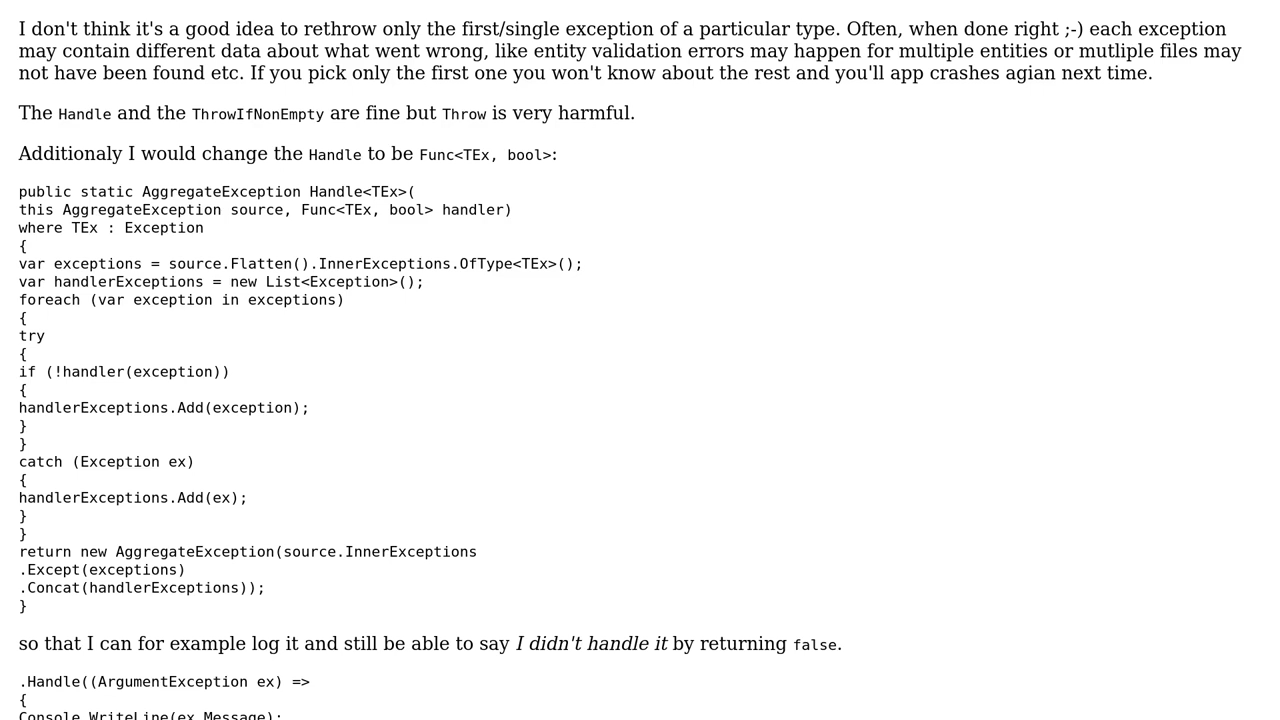 I don't think it's a good idea to rethrow only the first/single exception of a particular type. Often, when done right ;-) each exception
may contain different data about what went wrong, like entity validation errors may happen for multiple entities or mutliple files may
not have been found etc. If you pick only the first one you won't know about the rest and you'll app crashes agian next time.
The Handle and the ThrowIfNonEmpty are fine but Throw is very harmful.
Additionaly I would change the Handle to be Func<TEx, bool>:
public static AggregateException Handle<TEx>(
this AggregateException source, Func<TEx, bool> handler)
where TEx : Exception
{
var exceptions = source.Flatten().InnerExceptions.OfType<TEx>();
var handlerExceptions = new List<Exception>();
foreach (var exception in exceptions)
{
try
{
if (!handler(exception))
{
handlerExceptions.Add(exception);
}
}
catch (Exception ex)
{
handlerExceptions.Add(ex);
}
}
return new AggregateException(source.InnerExceptions
.Except(exceptions)
.Concat(handlerExceptions));
}
so that I can for example log it and still be able to say I didn't handle it by returning false.
.Handle((ArgumentException ex) =>
{
Console.WriteLine(ex.Message);